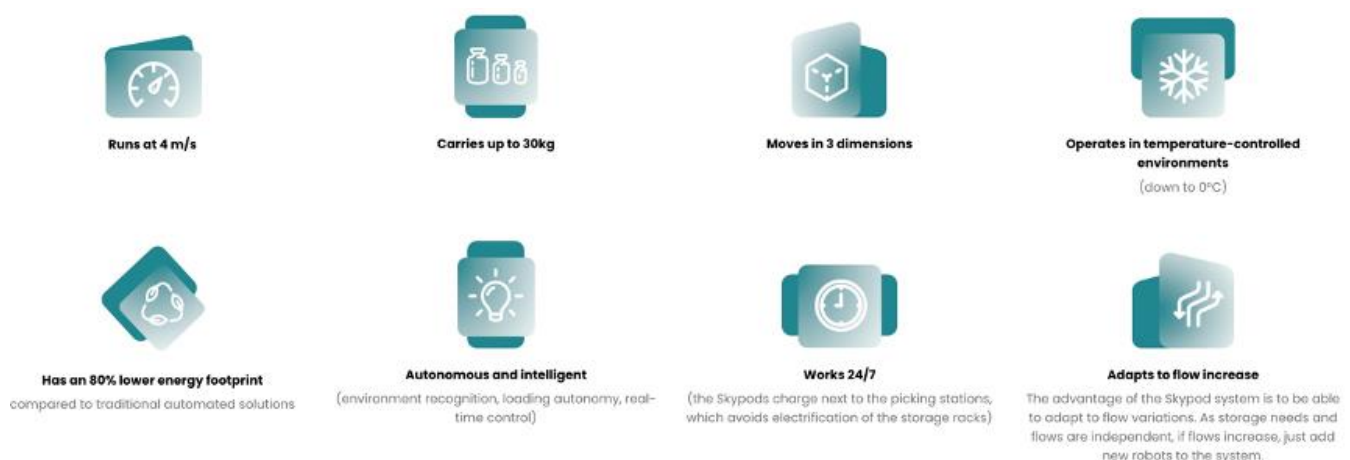 Runs at 4 m/s
Carries up to 30kg
Moves in 3 dimensions
Operates in temperature-controlled
environments
(down to 0°C)
Has an 80% lower energy footprint
compared to traditional automated solutions
Autonomous and intelligent
(environment recognition, loading autonomy, real-
time control)
Works 24/7
(the Skypods charge next to the picking stations,
which avoids electrification of the storage racks)
Adapts to flow increase
The advantage of the Skypod system is to be able
to adapt to flow variations. As storage needs and
flows are independent, if flows increase, just add
new robots to the system.